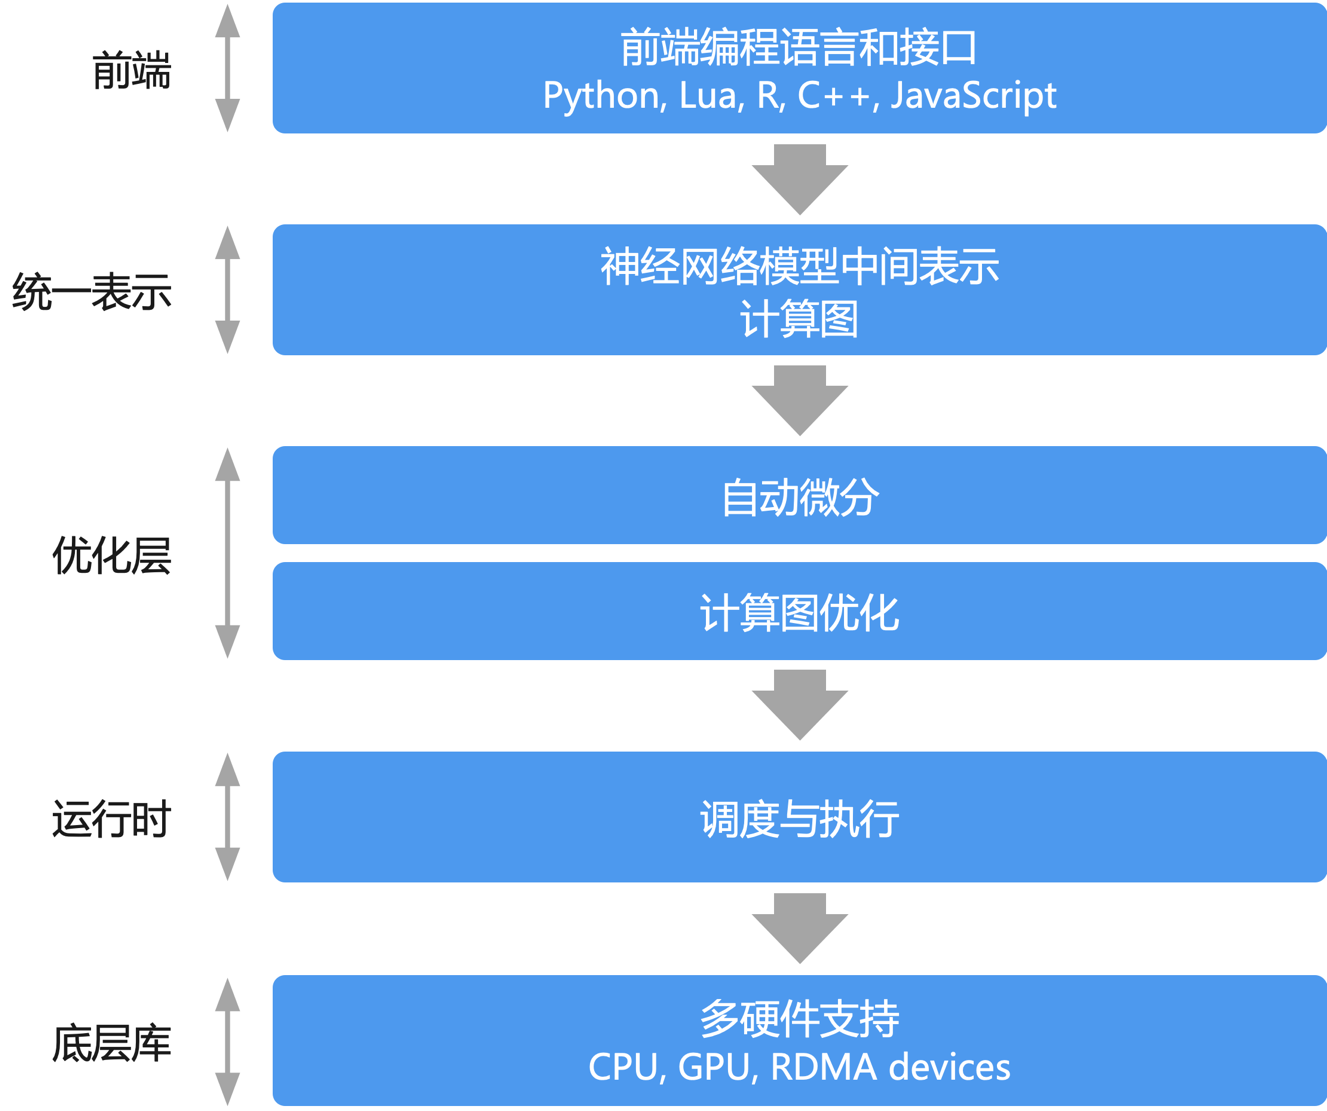 前端
前端编程语言和接口
Python, Lua, R, C++, JavaScript
统一表示
神经网络模型中间表示
计算图
优化层
自动微分
计算图优化
运行时
调度与执行
底层库
多硬件支持
CPU, GPU, RDMA devices